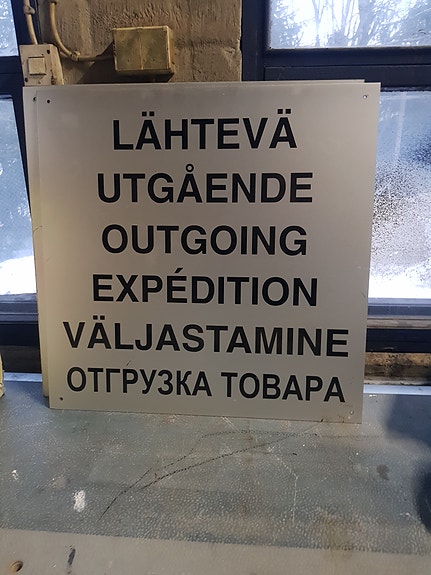 LÄHTEVÄ
UTGÅENDE
OUTGOING
EXPÉDITION
VÄLJASTAMINE
ОТГРУЗКА ТОВАРА